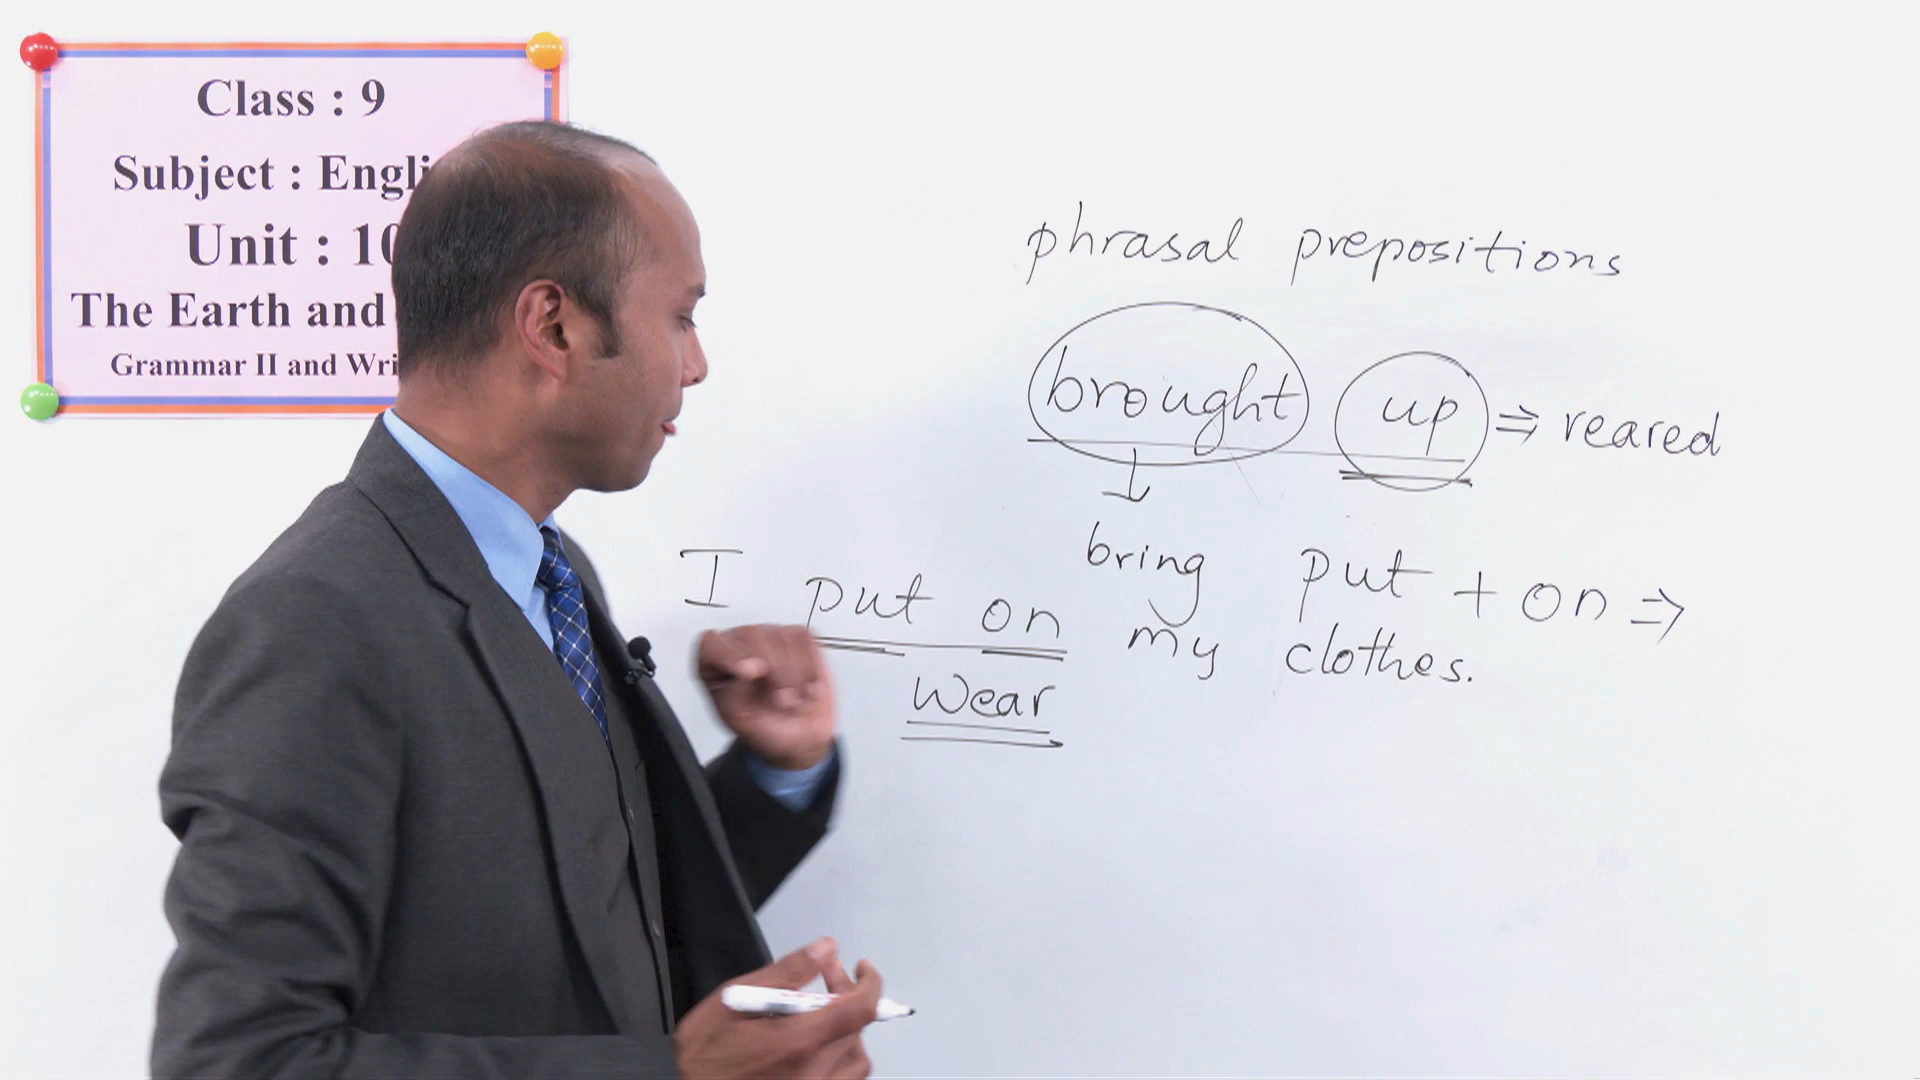 Class : 9
Subject : Engli
Unit : 10
The Earth and
Grammar II and Wri
phrasal prepositions
brought up ⇒ reared
↓
bring put + on ⇒
I put on my clothes.
wear